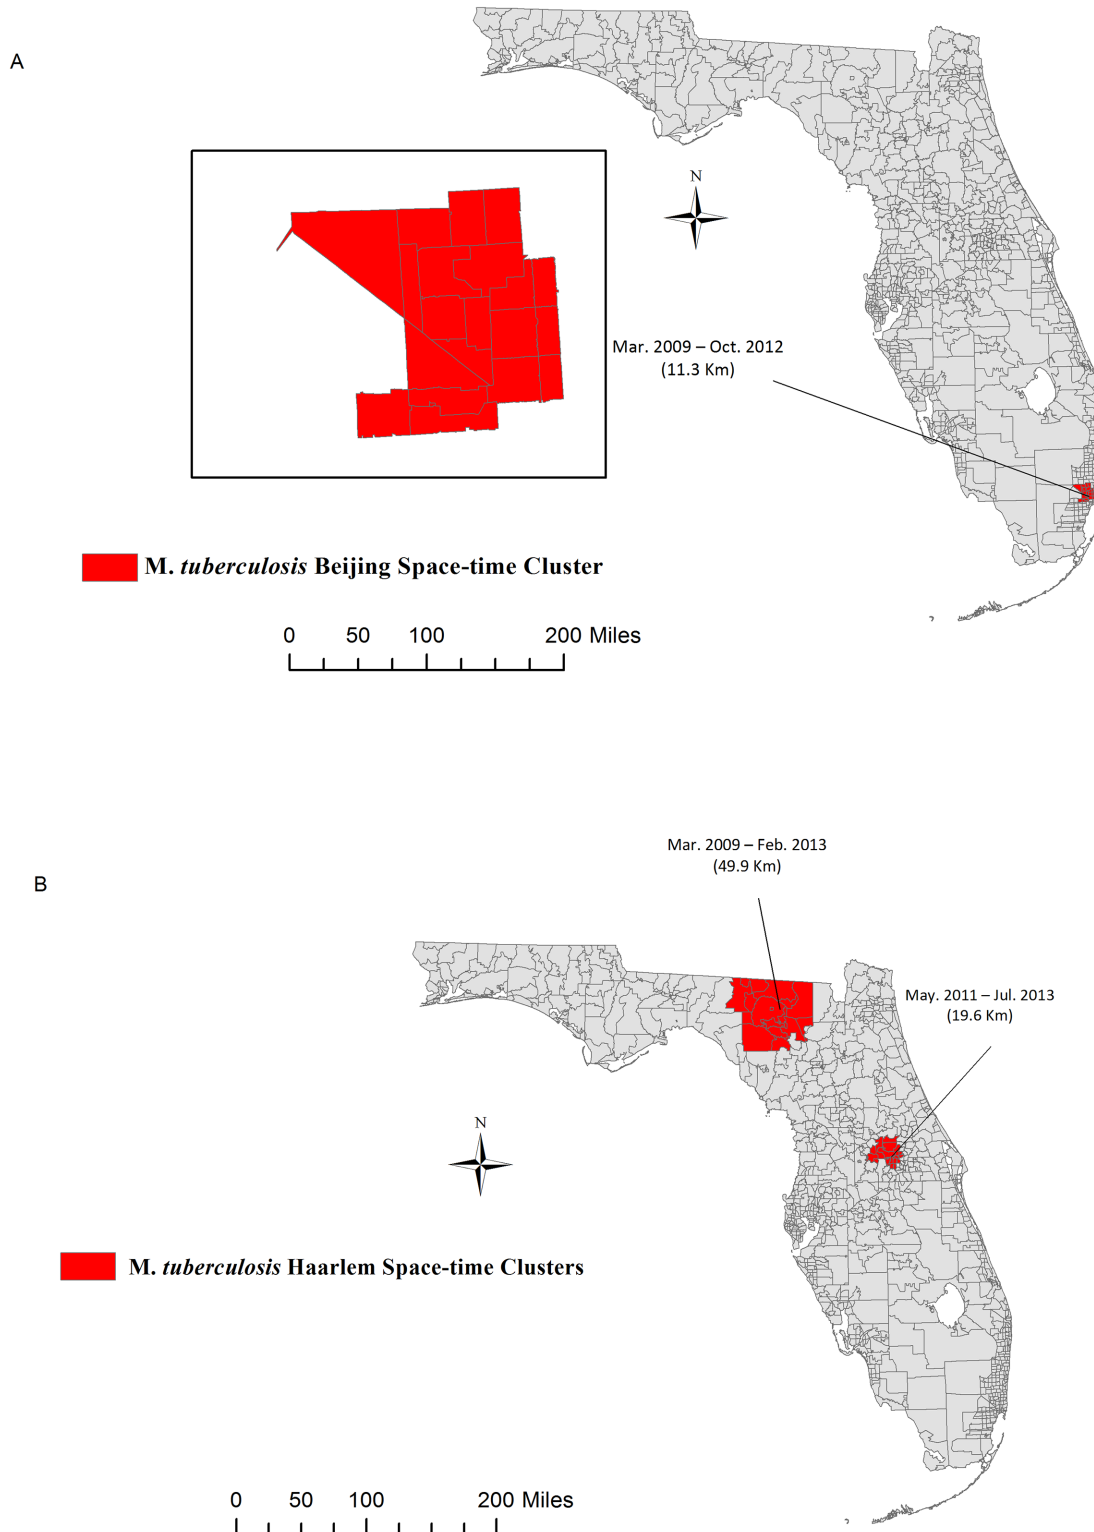 A
N
Mar. 2009 – Oct. 2012
(11.3 Km)
M. tuberculosis Beijing Space-time Cluster
0 50 100 200 Miles
Mar. 2009 – Feb. 2013
(49.9 Km)
B
May. 2011 – Jul. 2013
(19.6 Km)
N
M. tuberculosis Haarlem Space-time Clusters
0 50 100 200 Miles